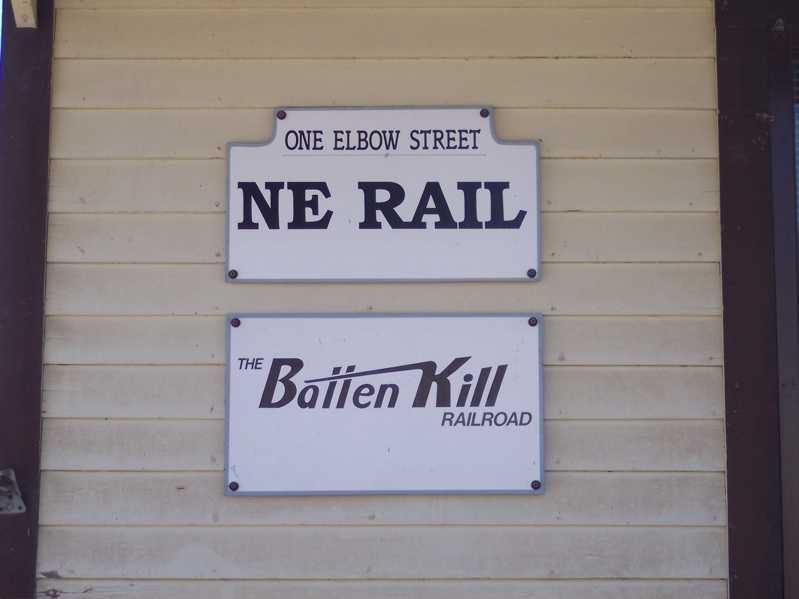 ONE ELBOW STREET
NE RAIL
THE Batten Kill
RAILROAD